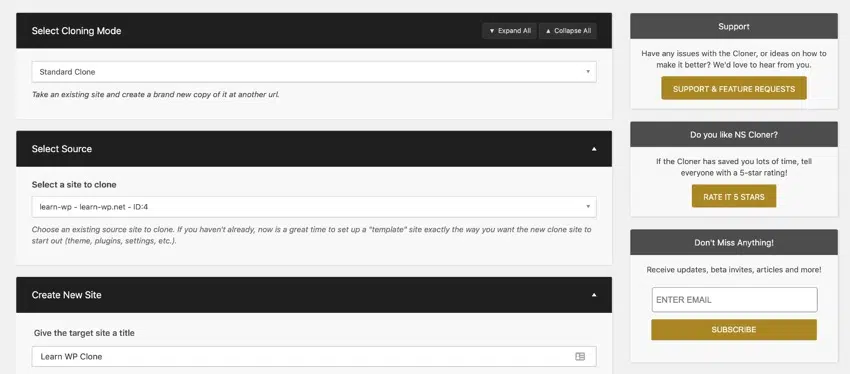 Select Cloning Mode
▼ Expand All
▲ Collapse All
Standard Clone
Take an existing site and create a brand new copy of it at another url.
Select Source
Select a site to clone
learn-wp - learn-wp.net - ID:4
Choose an existing source site to clone. If you haven't already, now is a great time to set up a "template" site exactly the way you want the new clone site to
start out (theme, plugins, settings, etc.).
Create New Site
Give the target site a title
Learn WP Clone
Support
Have any issues with the Cloner, or ideas on how to
make it better? We'd love to hear from you.
SUPPORT & FEATURE REQUESTS
Do you like NS Cloner?
If the Cloner has saved you lots of time, tell
everyone with a 5-star rating!
RATE IT 5 STARS
Don't Miss Anything!
Receive updates, beta invites, articles and more!
ENTER EMAIL
SUBSCRIBE